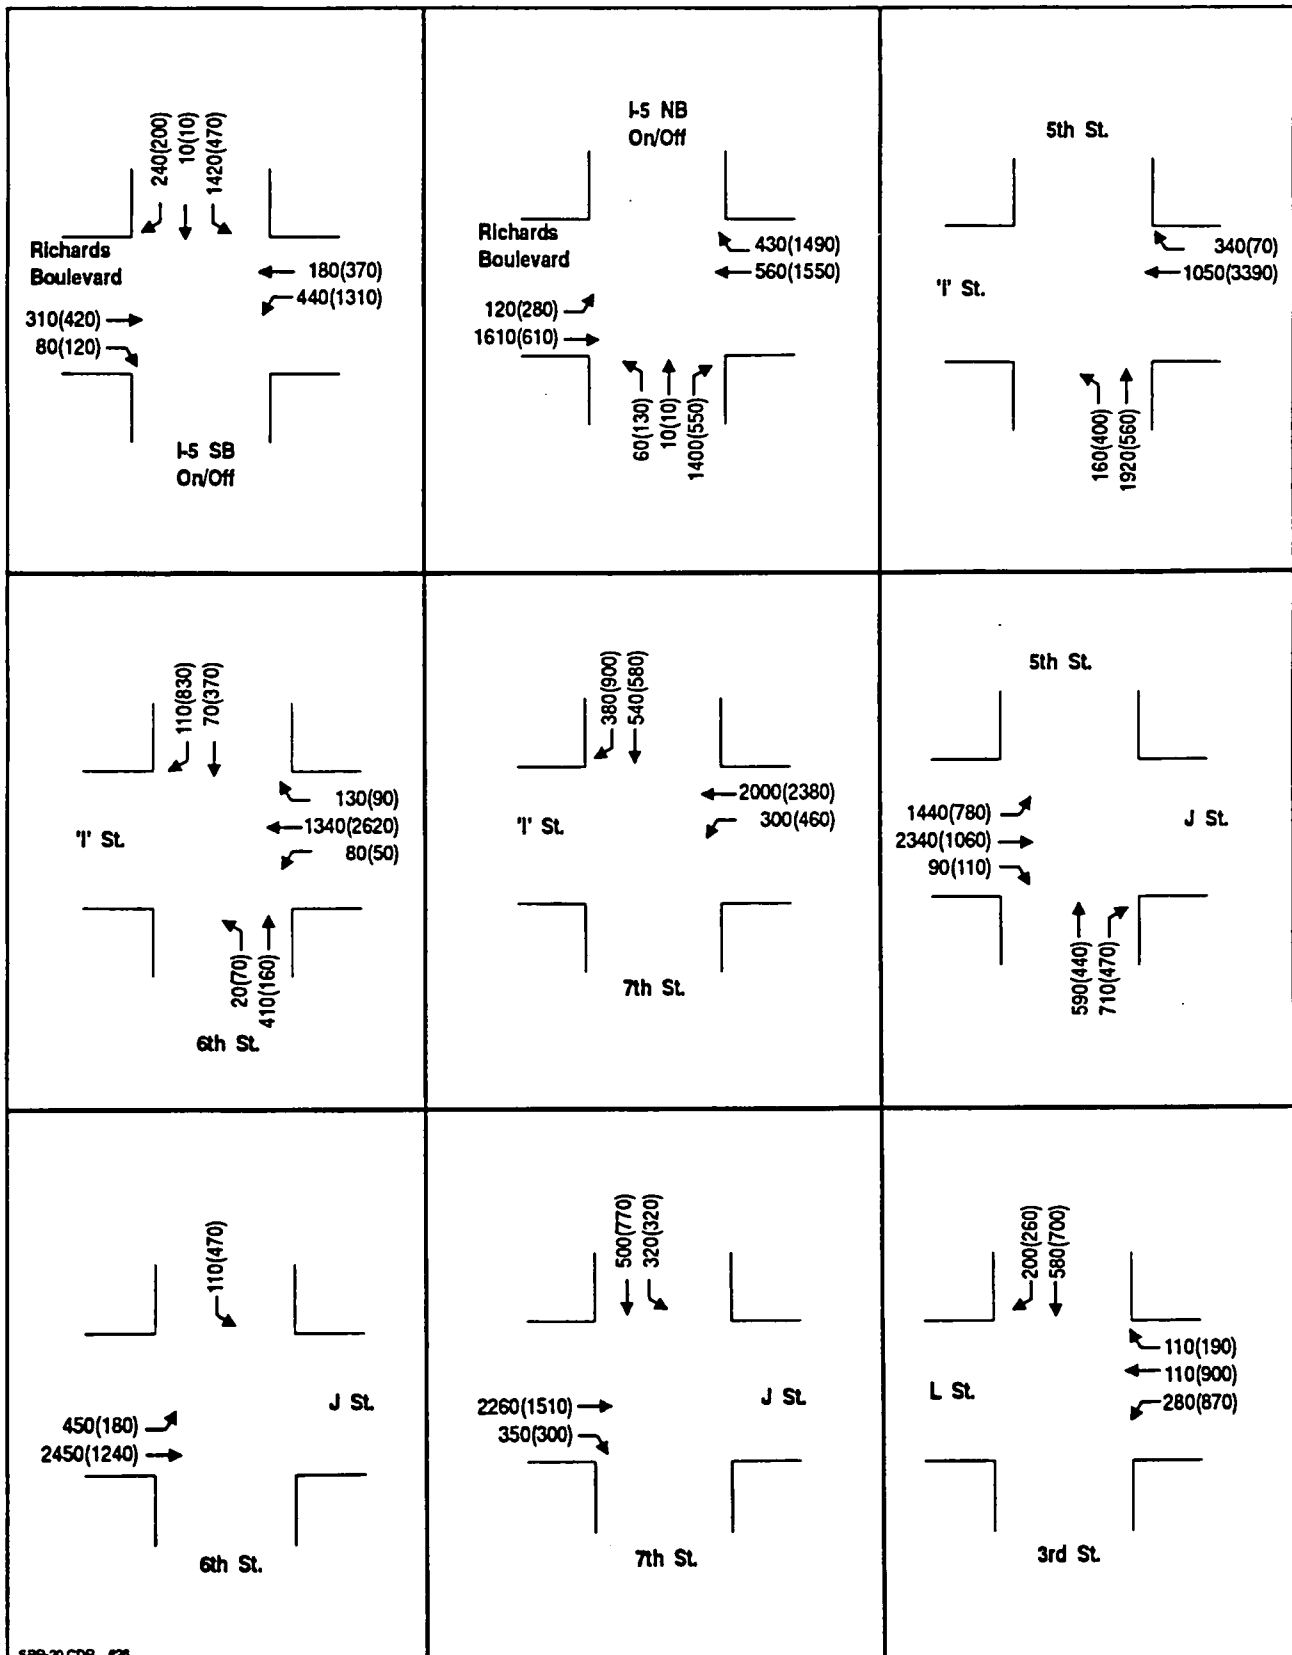 240(200)
10(10)
1420(470)
Richards
Boulevard
180(370)
440(1310)
310(420)
80(120)
I-5 SB
On/Off
I-5 NB
On/Off
Richards
Boulevard
430(1490)
560(1550)
120(280)
1610(610)
60(130)
10(10)
1400(550)
5th St.
340(70)
1050(3390)
'I' St.
160(400)
1920(560)
110(830)
70(370)
130(90)
1340(2620)
80(50)
'I' St.
20(70)
410(160)
6th St.
380(900)
540(580)
2000(2380)
300(460)
'I' St.
7th St.
5th St.
1440(780)
2340(1060)
90(110)
J St.
590(440)
710(470)
110(470)
J St.
450(180)
2450(1240)
6th St.
500(770)
320(320)
2260(1510)
350(300)
J St.
7th St.
200(260)
580(700)
110(190)
110(900)
280(870)
L St.
3rd St.